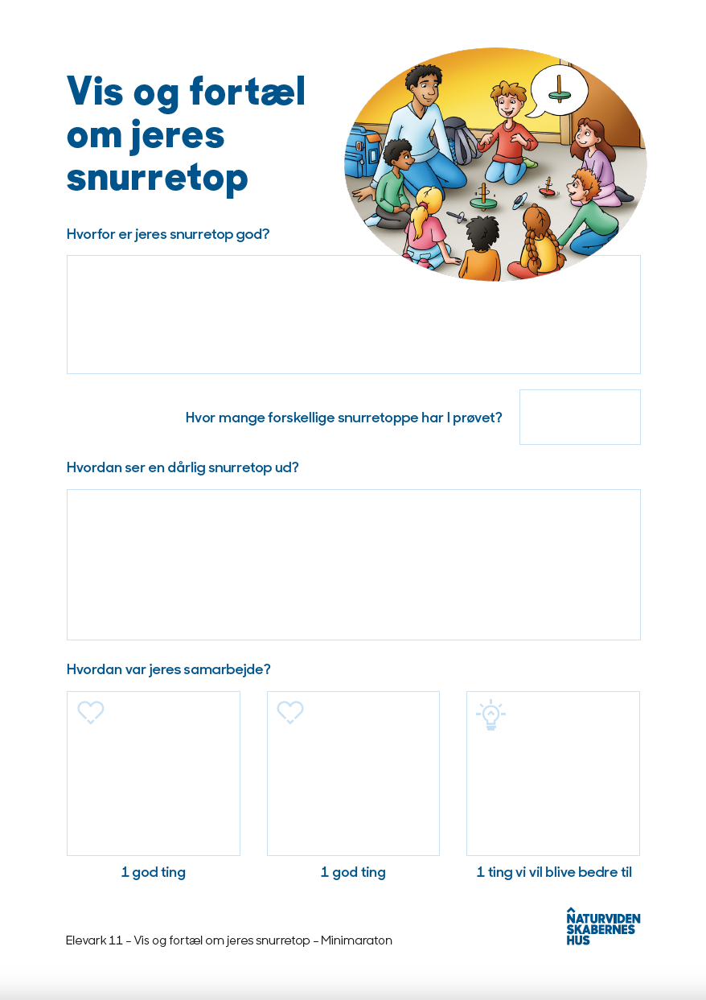 Vis og fortæl
om jeres
snurretop
Hvorfor er jeres snurretop god?
Hvor mange forskellige snurretoppe har I prøvet?
Hvordan ser en dårlig snurretop ud?
Hvordan var jeres samarbejde?
1 god ting
1 god ting
1 ting vi vil blive bedre til
Elevark 11 – Vis og fortæl om jeres snurretop – Minimaraton
NATURVIDEN
SKABERNES
HUS